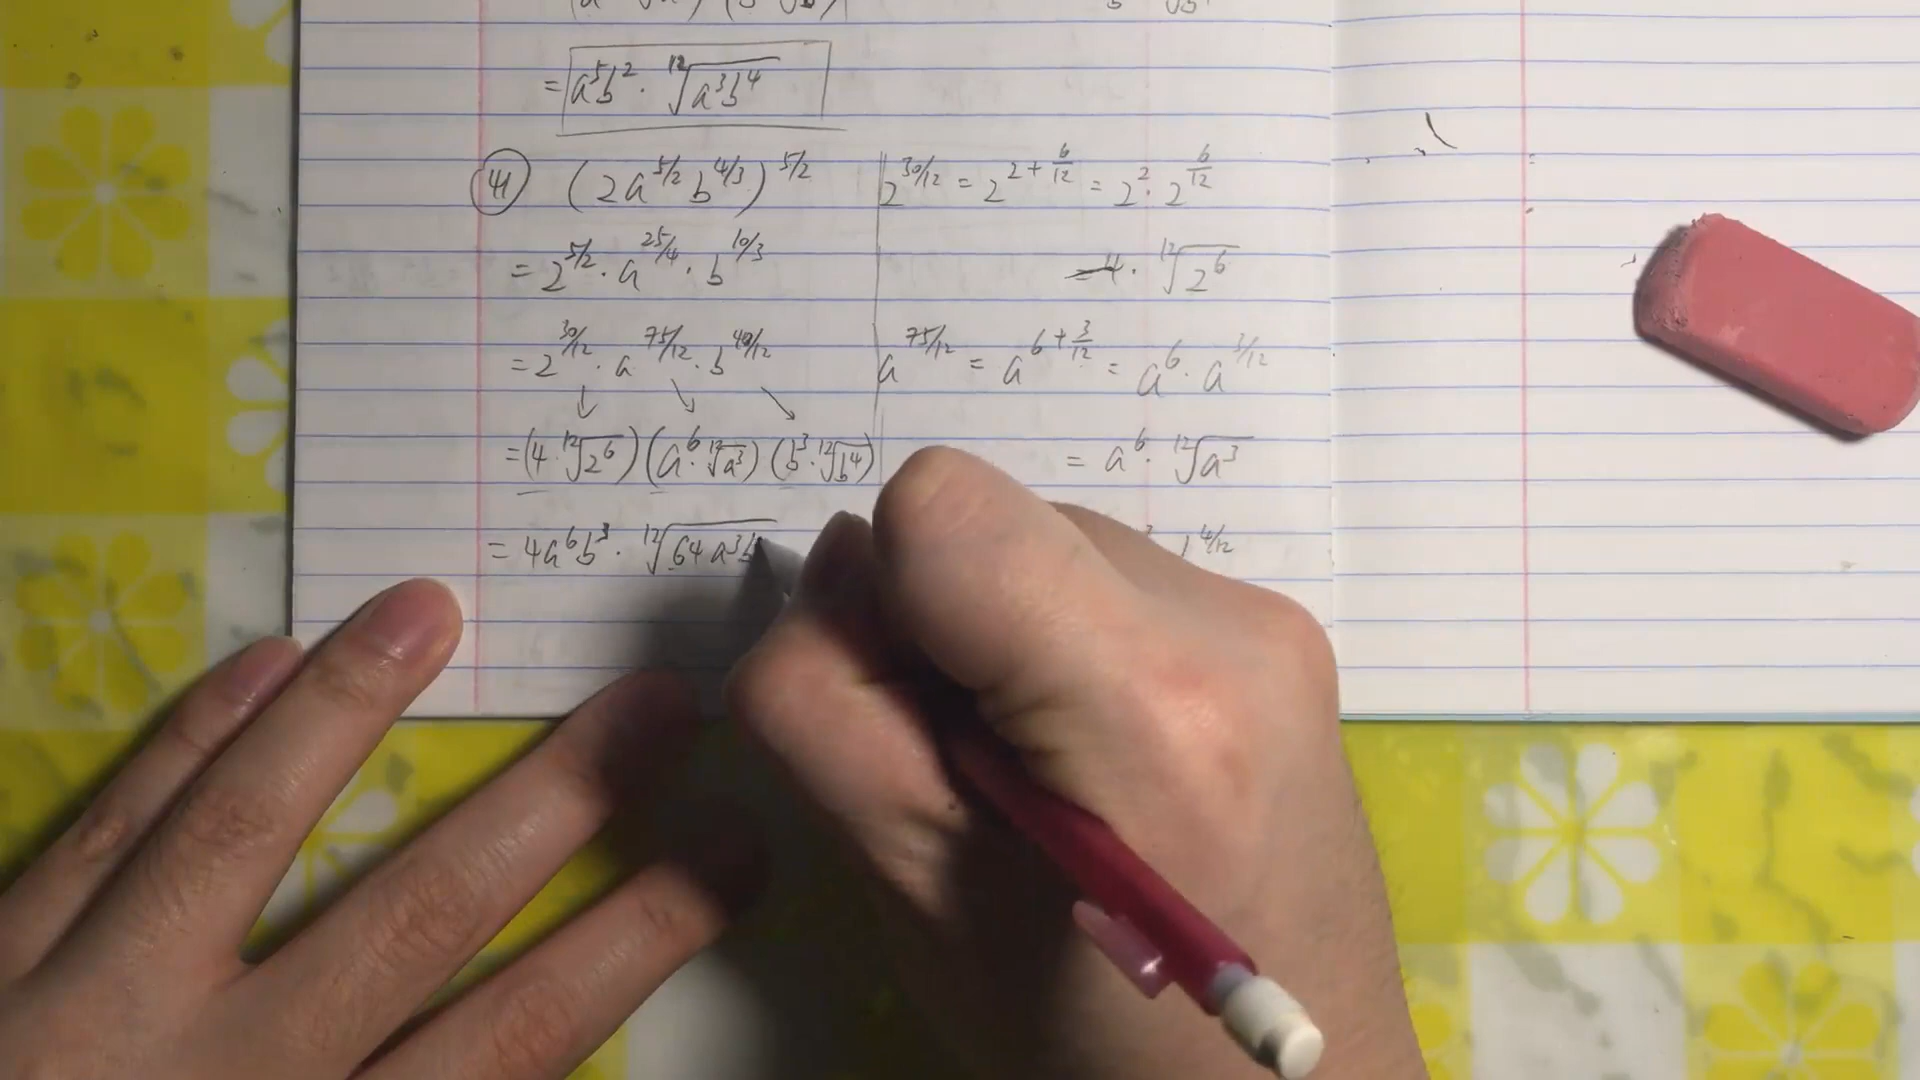 = a⁵b² · ¹²√(a³b⁴)
㊶ (2a^(5/2) b^(4/3))^(5/2)
= 2^(5/2) · a^(25/4) · b^(10/3)
= 2^(30/12) · a^(75/12) · b^(40/12)
↓ ↘ ↘
= (4 · ¹²√(2⁶)) (a⁶ · ¹²√(a³)) (b³ · ¹²√(b⁴))
= 4a⁶b³ · ¹²√(64a³b
2^(30/12) = 2^(2 + 6/12) = 2² · 2^(6/12)
= 4 · ¹²√(2⁶)
a^(75/12) = a^(6 + 3/12) = a⁶ · a^(3/12)
= a⁶ · ¹²√(a³)
^(4/12)